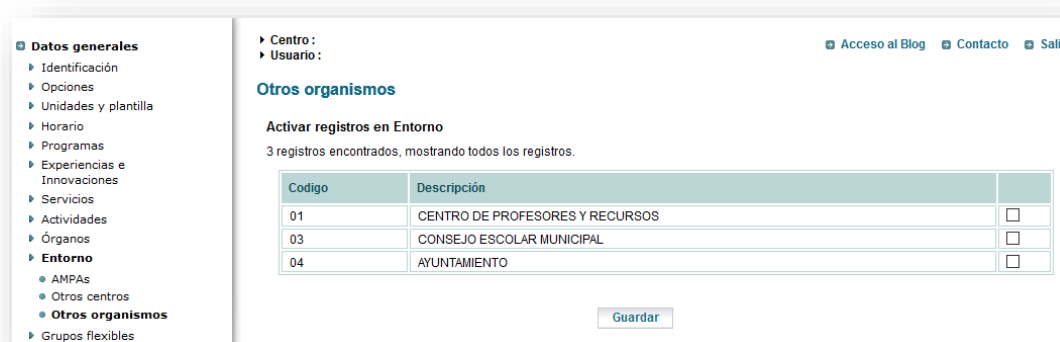 Datos generales
Identificación
Opciones
Unidades y plantilla
Horario
Programas
Experiencias e
Innovaciones
Servicios
Actividades
Órganos
Entorno
AMPAs
Otros centros
Otros organismos
Grupos flexibles
Centro :
Usuario :
Acceso al Blog Contacto Sali
Otros organismos
Activar registros en Entorno
3 registros encontrados, mostrando todos los registros.
Codigo Descripción
01 CENTRO DE PROFESORES Y RECURSOS
03 CONSEJO ESCOLAR MUNICIPAL
04 AYUNTAMIENTO
Guardar